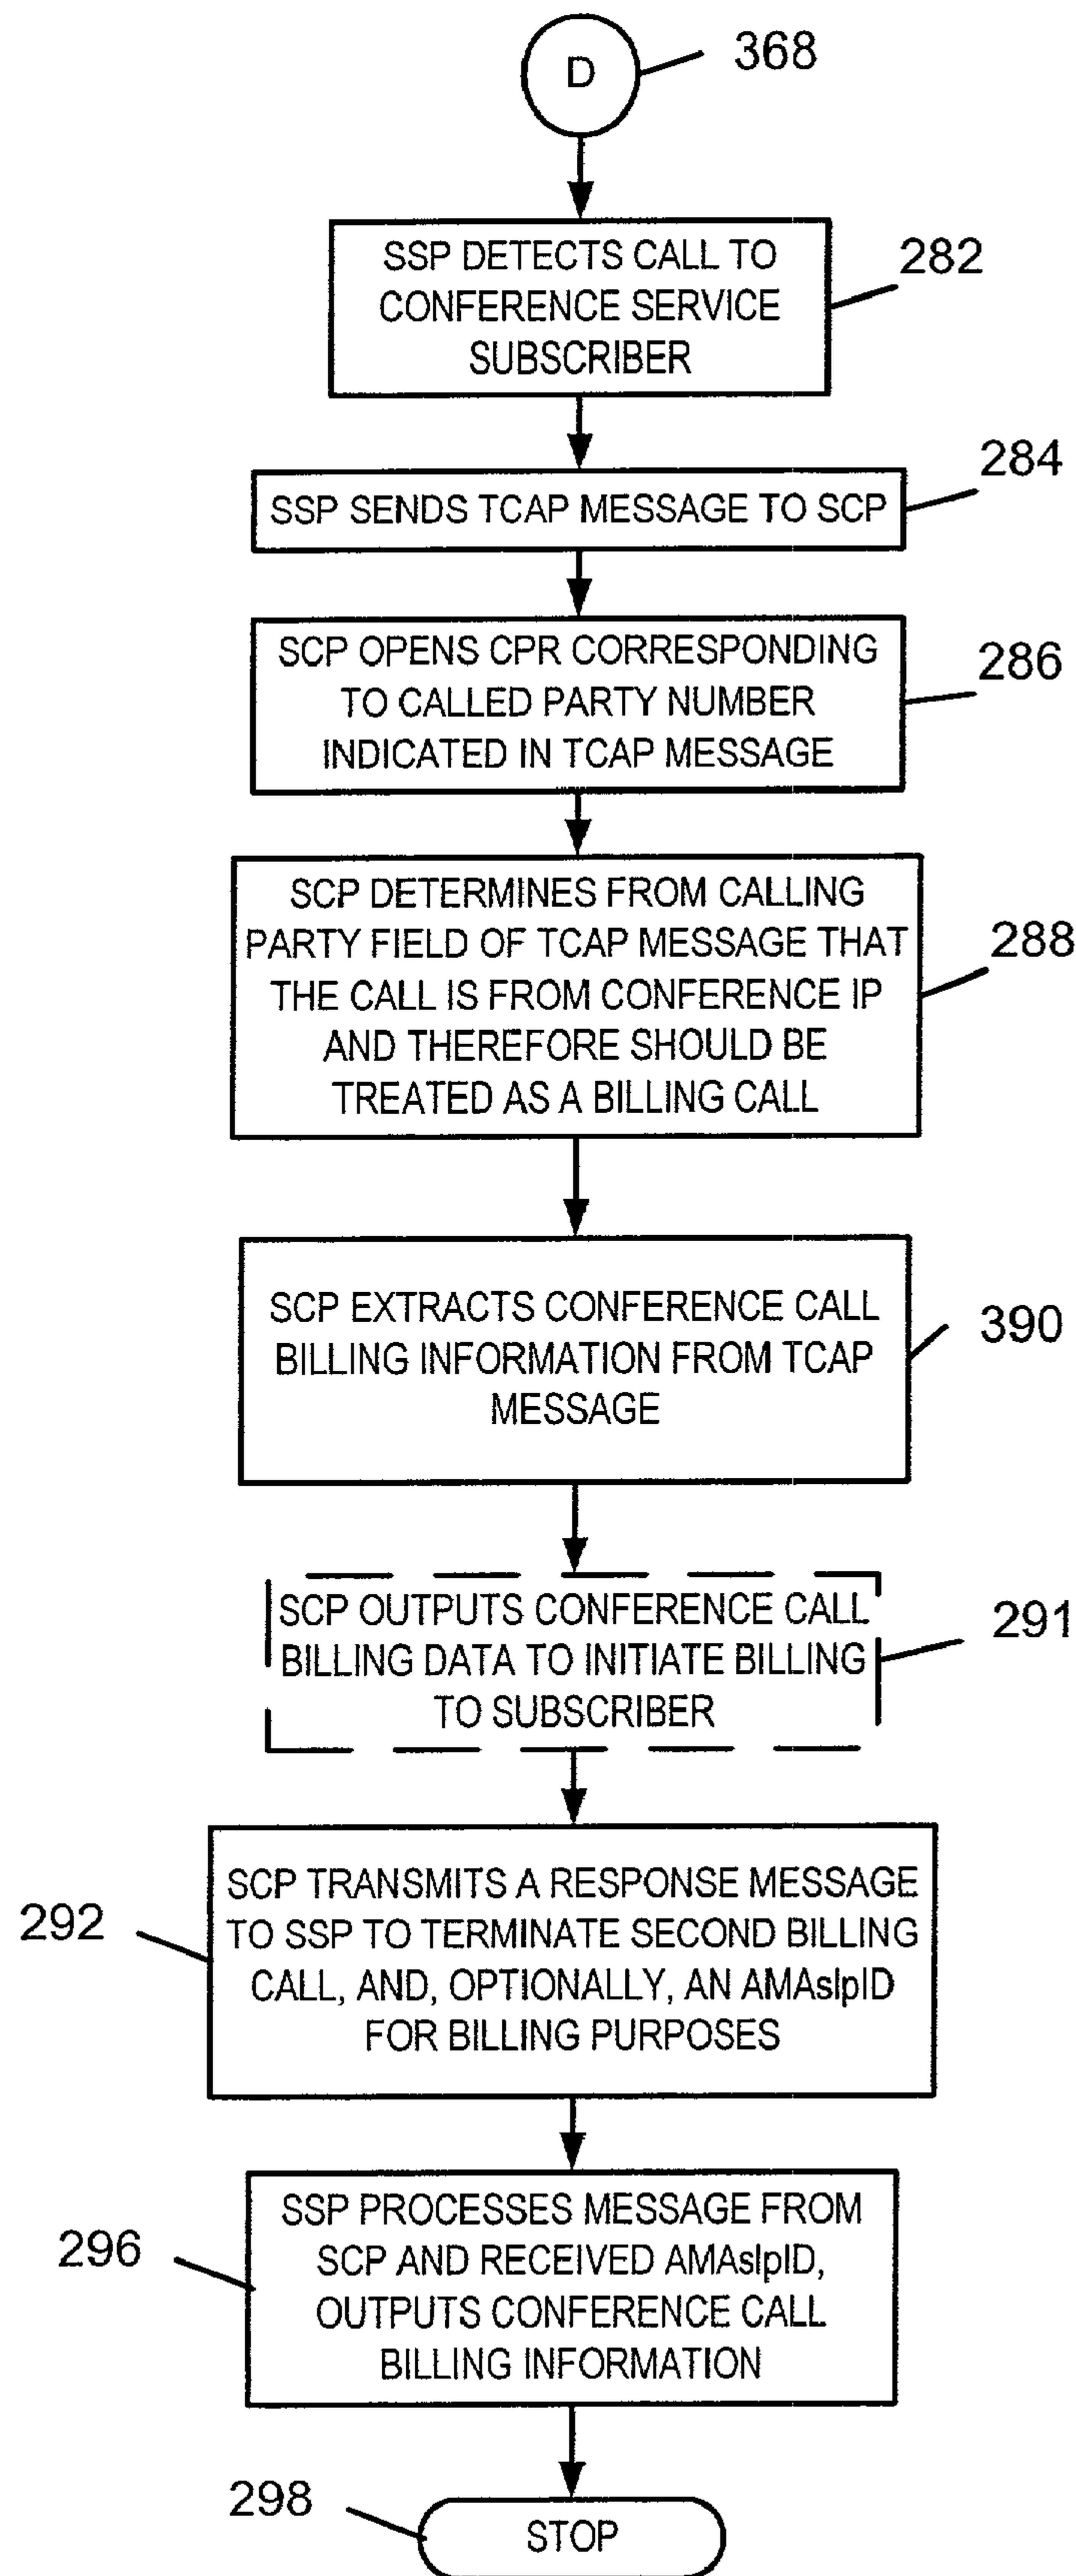 D
368
SSP DETECTS CALL TO
CONFERENCE SERVICE
SUBSCRIBER
282
SSP SENDS TCAP MESSAGE TO SCP
284
SCP OPENS CPR CORRESPONDING
TO CALLED PARTY NUMBER
INDICATED IN TCAP MESSAGE
286
SCP DETERMINES FROM CALLING
PARTY FIELD OF TCAP MESSAGE THAT
THE CALL IS FROM CONFERENCE IP
AND THEREFORE SHOULD BE
TREATED AS A BILLING CALL
288
SCP EXTRACTS CONFERENCE CALL
BILLING INFORMATION FROM TCAP
MESSAGE
390
SCP OUTPUTS CONFERENCE CALL
BILLING DATA TO INITIATE BILLING
TO SUBSCRIBER
291
292
SCP TRANSMITS A RESPONSE MESSAGE
TO SSP TO TERMINATE SECOND BILLING
CALL, AND, OPTIONALLY, AN AMAslpID
FOR BILLING PURPOSES
296
SSP PROCESSES MESSAGE FROM
SCP AND RECEIVED AMAslpID,
OUTPUTS CONFERENCE CALL
BILLING INFORMATION
298
STOP